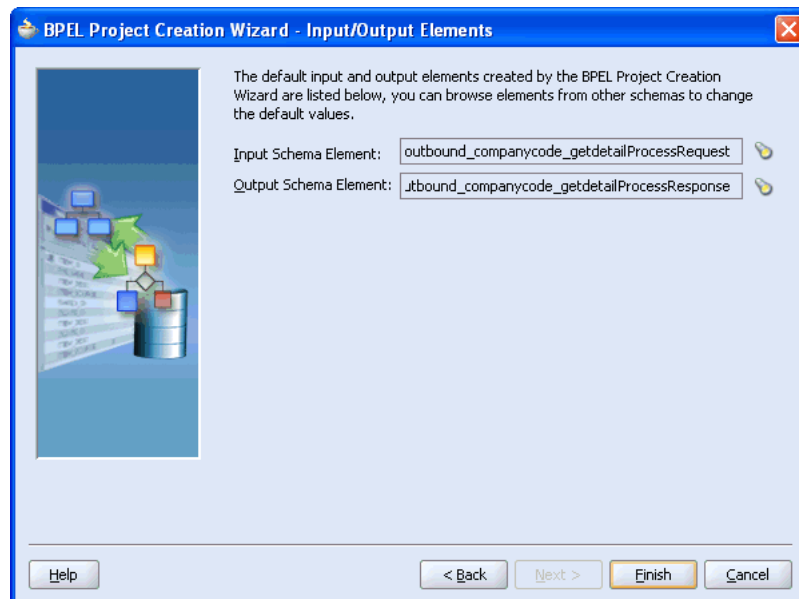 BPEL Project Creation Wizard - Input/Output Elements
The default input and output elements created by the BPEL Project Creation
Wizard are listed below, you can browse elements from other schemas to change
the default values.
Input Schema Element: outbound_companycode_getdetailProcessRequest
Output Schema Element: utbound_companycode_getdetailProcessResponse
Help < Back Next > Finish Cancel